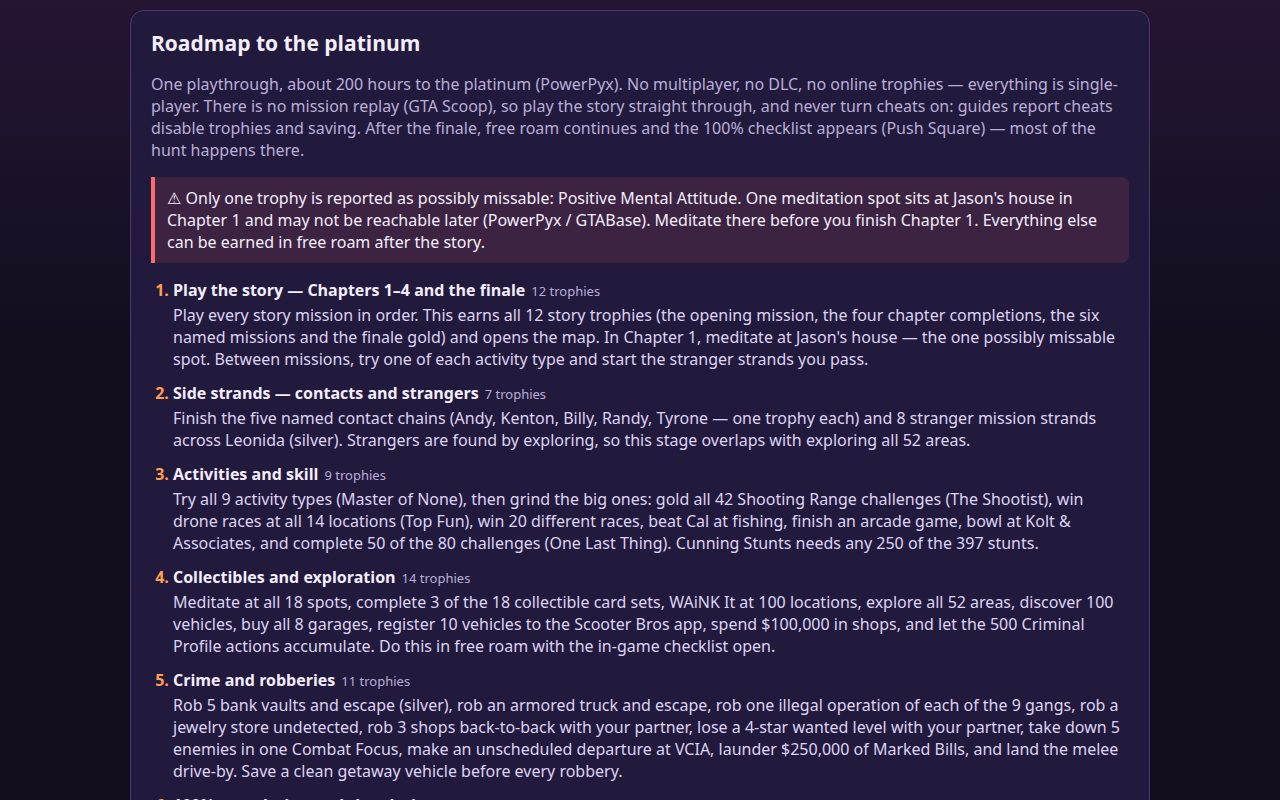 Roadmap to the platinum
One playthrough, about 200 hours to the platinum (PowerPyx). No multiplayer, no DLC, no online trophies — everything is single-
player. There is no mission replay (GTA Scoop), so play the story straight through, and never turn cheats on: guides report cheats
disable trophies and saving. After the finale, free roam continues and the 100% checklist appears (Push Square) — most of the
hunt happens there.
⚠ Only one trophy is reported as possibly missable: Positive Mental Attitude. One meditation spot sits at Jason's house in
Chapter 1 and may not be reachable later (PowerPyx / GTABase). Meditate there before you finish Chapter 1. Everything else
can be earned in free roam after the story.
1. Play the story — Chapters 1–4 and the finale 12 trophies
Play every story mission in order. This earns all 12 story trophies (the opening mission, the four chapter completions, the six
named missions and the finale gold) and opens the map. In Chapter 1, meditate at Jason's house — the one possibly missable
spot. Between missions, try one of each activity type and start the stranger strands you pass.
2. Side strands — contacts and strangers 7 trophies
Finish the five named contact chains (Andy, Kenton, Billy, Randy, Tyrone — one trophy each) and 8 stranger mission strands
across Leonida (silver). Strangers are found by exploring, so this stage overlaps with exploring all 52 areas.
3. Activities and skill 9 trophies
Try all 9 activity types (Master of None), then grind the big ones: gold all 42 Shooting Range challenges (The Shootist), win
drone races at all 14 locations (Top Fun), win 20 different races, beat Cal at fishing, finish an arcade game, bowl at Kolt &
Associates, and complete 50 of the 80 challenges (One Last Thing). Cunning Stunts needs any 250 of the 397 stunts.
4. Collectibles and exploration 14 trophies
Meditate at all 18 spots, complete 3 of the 18 collectible card sets, WAiNK It at 100 locations, explore all 52 areas, discover 100
vehicles, buy all 8 garages, register 10 vehicles to the Scooter Bros app, spend $100,000 in shops, and let the 500 Criminal
Profile actions accumulate. Do this in free roam with the in-game checklist open.
5. Crime and robberies 11 trophies
Rob 5 bank vaults and escape (silver), rob an armored truck and escape, rob one illegal operation of each of the 9 gangs, rob a
jewelry store undetected, rob 3 shops back-to-back with your partner, lose a 4-star wanted level with your partner, take down 5
enemies in one Combat Focus, make an unscheduled departure at VCIA, launder $250,000 of Marked Bills, and land the melee
drive-by. Save a clean getaway vehicle before every robbery.